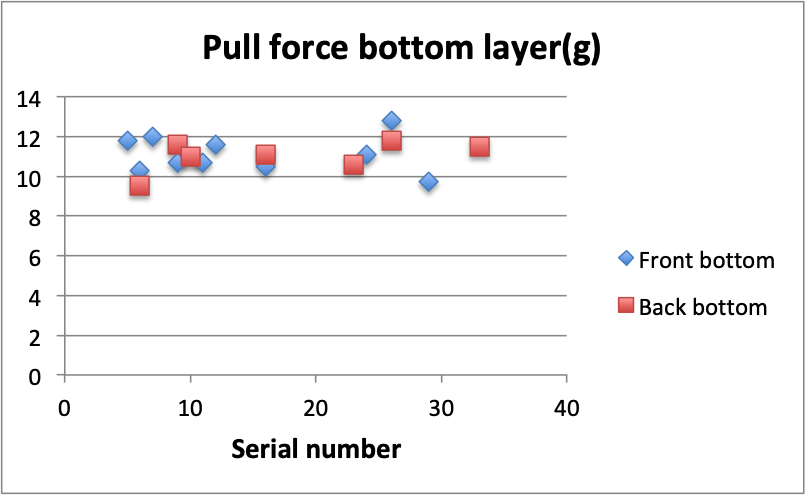 Pull force bottom layer(g)
14
12
10
8
6
4
2
0
0 10 20 30 40
Serial number
Front bottom
Back bottom